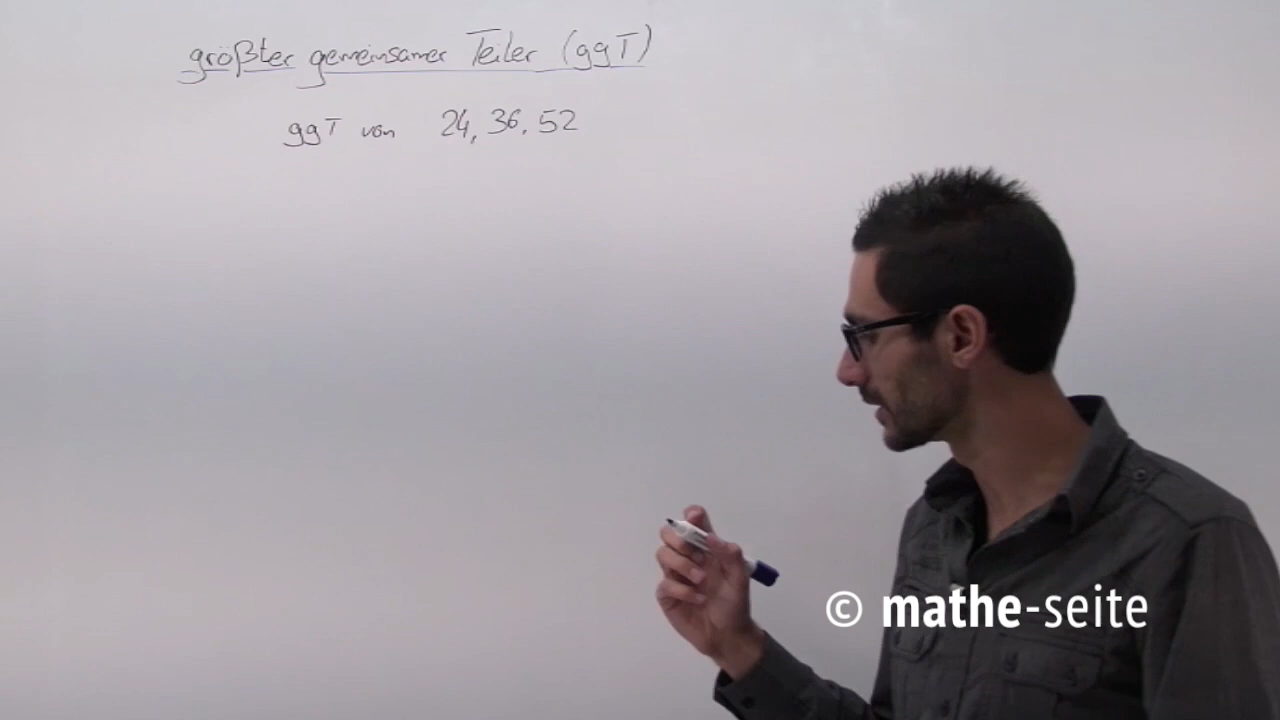 größter gemeinsamer Teiler (ggT)
ggT von 24, 36, 52
© mathe-seite